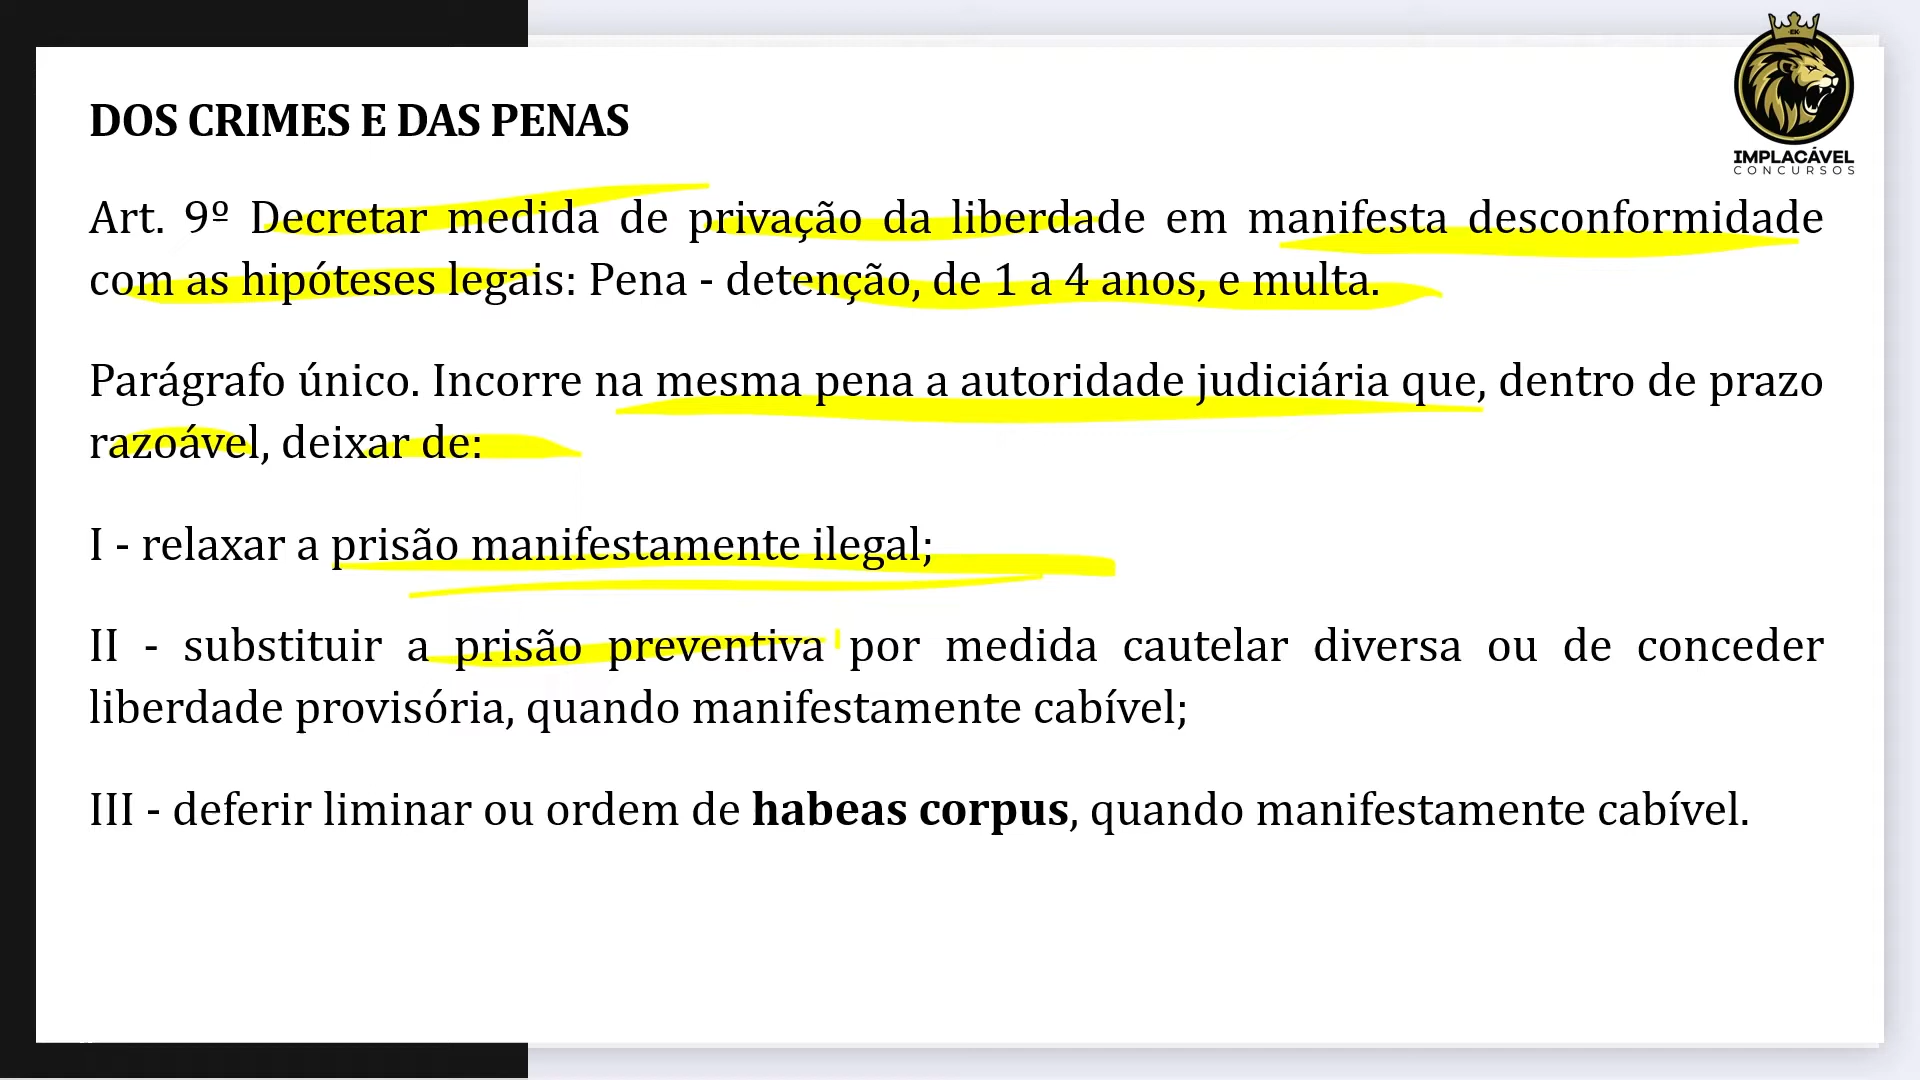 IMPLACÁVEL
CONCURSOS
DOS CRIMES E DAS PENAS
Art. 9º Decretar medida de privação da liberdade em manifesta desconformidade
com as hipóteses legais: Pena - detenção, de 1 a 4 anos, e multa.
Parágrafo único. Incorre na mesma pena a autoridade judiciária que, dentro de prazo
razoável, deixar de:
I - relaxar a prisão manifestamente ilegal;
II - substituir a prisão preventiva por medida cautelar diversa ou de conceder
liberdade provisória, quando manifestamente cabível;
III - deferir liminar ou ordem de habeas corpus, quando manifestamente cabível.